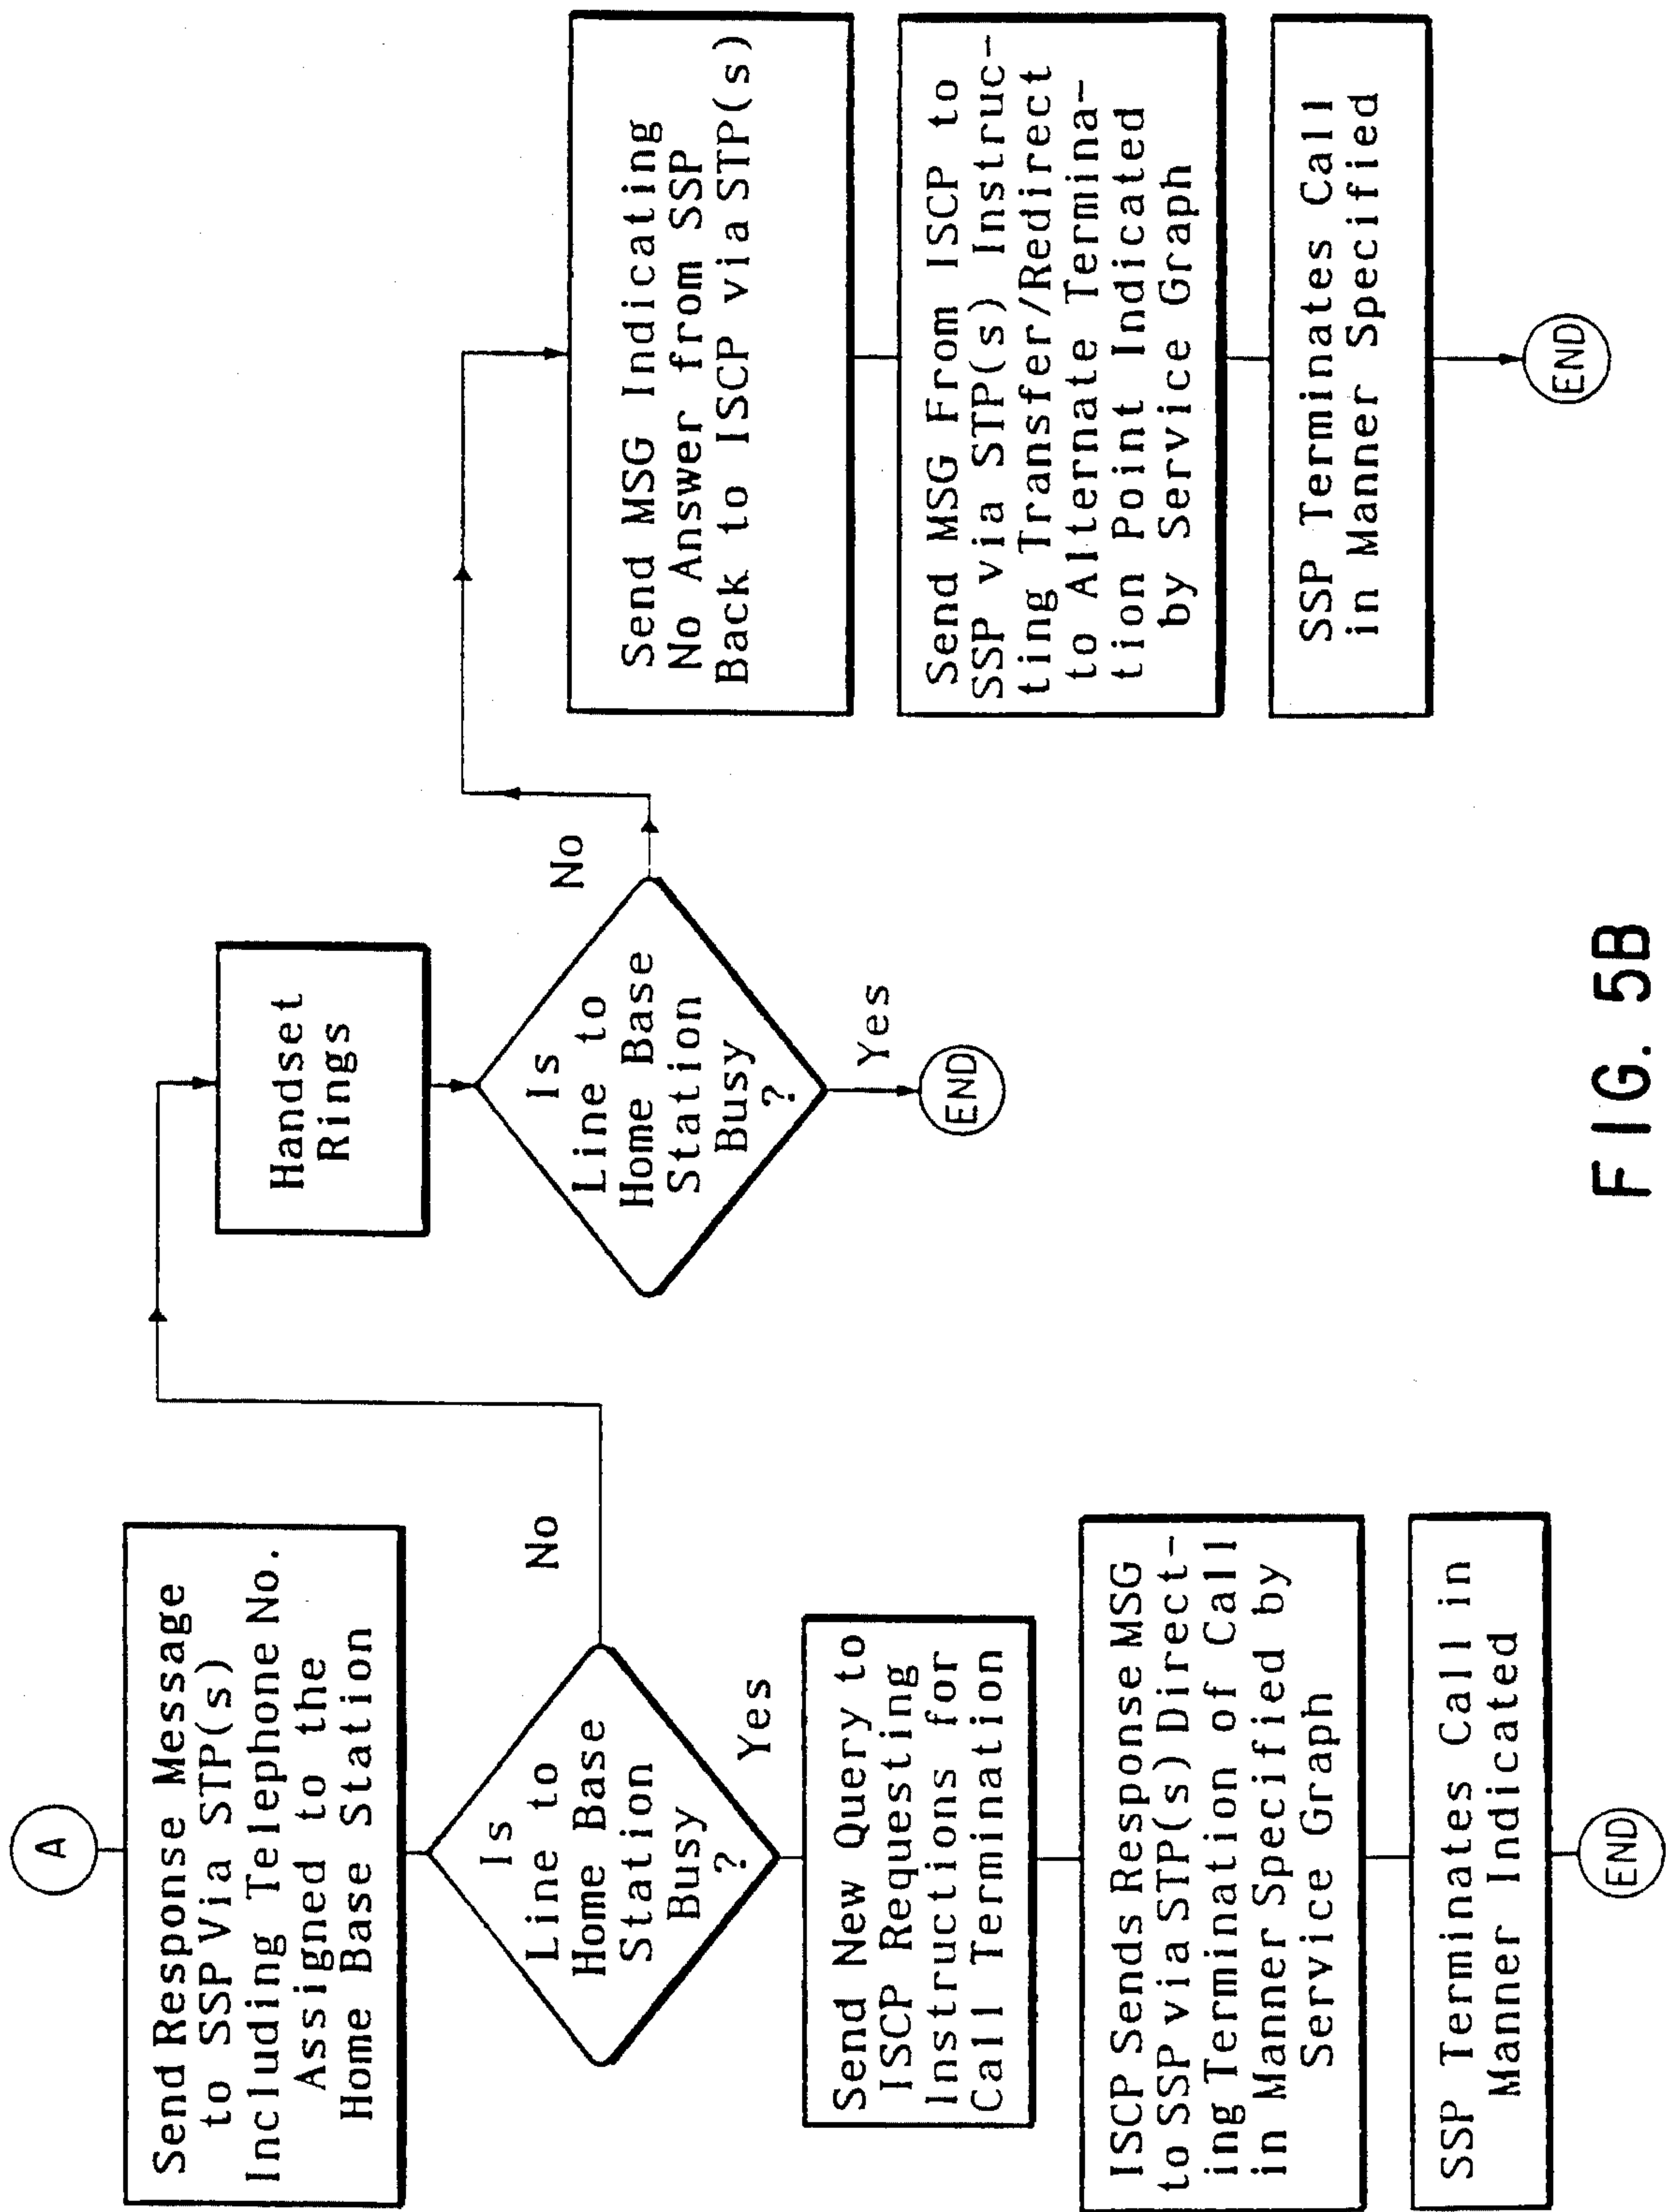 A
Send Response Message
to SSP Via STP(s)
Including Telephone No.
Assigned to the
Home Base Station
Is
Line to
Home Base
Station
Busy
?
No
Yes
Send New Query to
ISCP Requesting
Instructions for
Call Termination
ISCP Sends Response MSG
to SSP via STP(s) Direct-
ing Termination of Call
in Manner Specified by
Service Graph
SSP Terminates Call in
Manner Indicated
END
Handset
Rings
Is
Line to
Home Base
Station
Busy
?
No
Yes
END
Send MSG Indicating
No Answer from SSP
Back to ISCP via STP(s)
Send MSG From ISCP to
SSP via STP(s) Instruc-
ting Transfer/Redirect
to Alternate Termina-
tion Point Indicated
by Service Graph
SSP Terminates Call
in Manner Specified
END
FIG. 5B